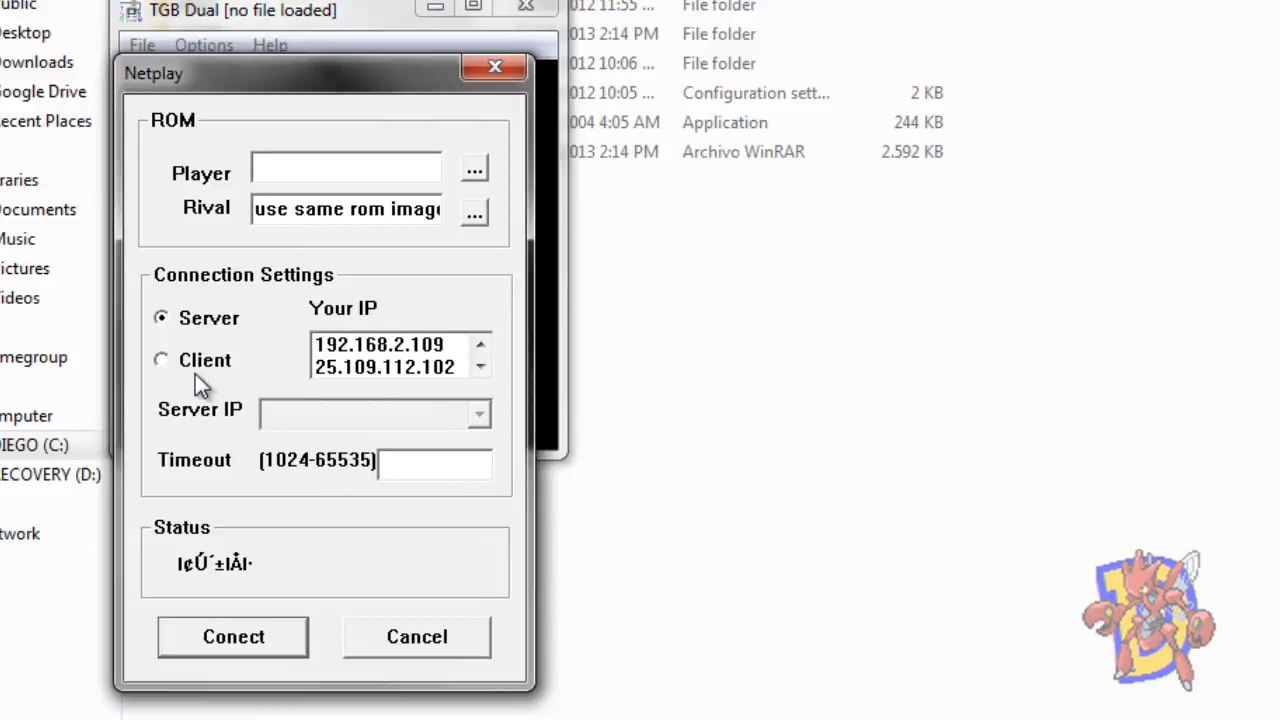 ublic
TGB Dual [no file loaded]
012 11:55 ...
File folder
esktop
File Options Help
013 2:14 PM
File folder
ownloads
Netplay
012 10:06 ...
File folder
oogle Drive
012 10:05 ...
Configuration sett...
2 KB
ecent Places
ROM
004 4:05 AM
Application
244 KB
013 2:14 PM
Archivo WinRAR
2.592 KB
Player
...
raries
Rival
use same rom image
...
ocuments
Music
ictures
ideos
Connection Settings
Server
Your IP
192.168.2.109
25.109.112.102
Client
megroup
Server IP
mputer
IEGO (C:)
Timeout (1024-65535)
ECOVERY (D:)
twork
Status
Conect
Cancel